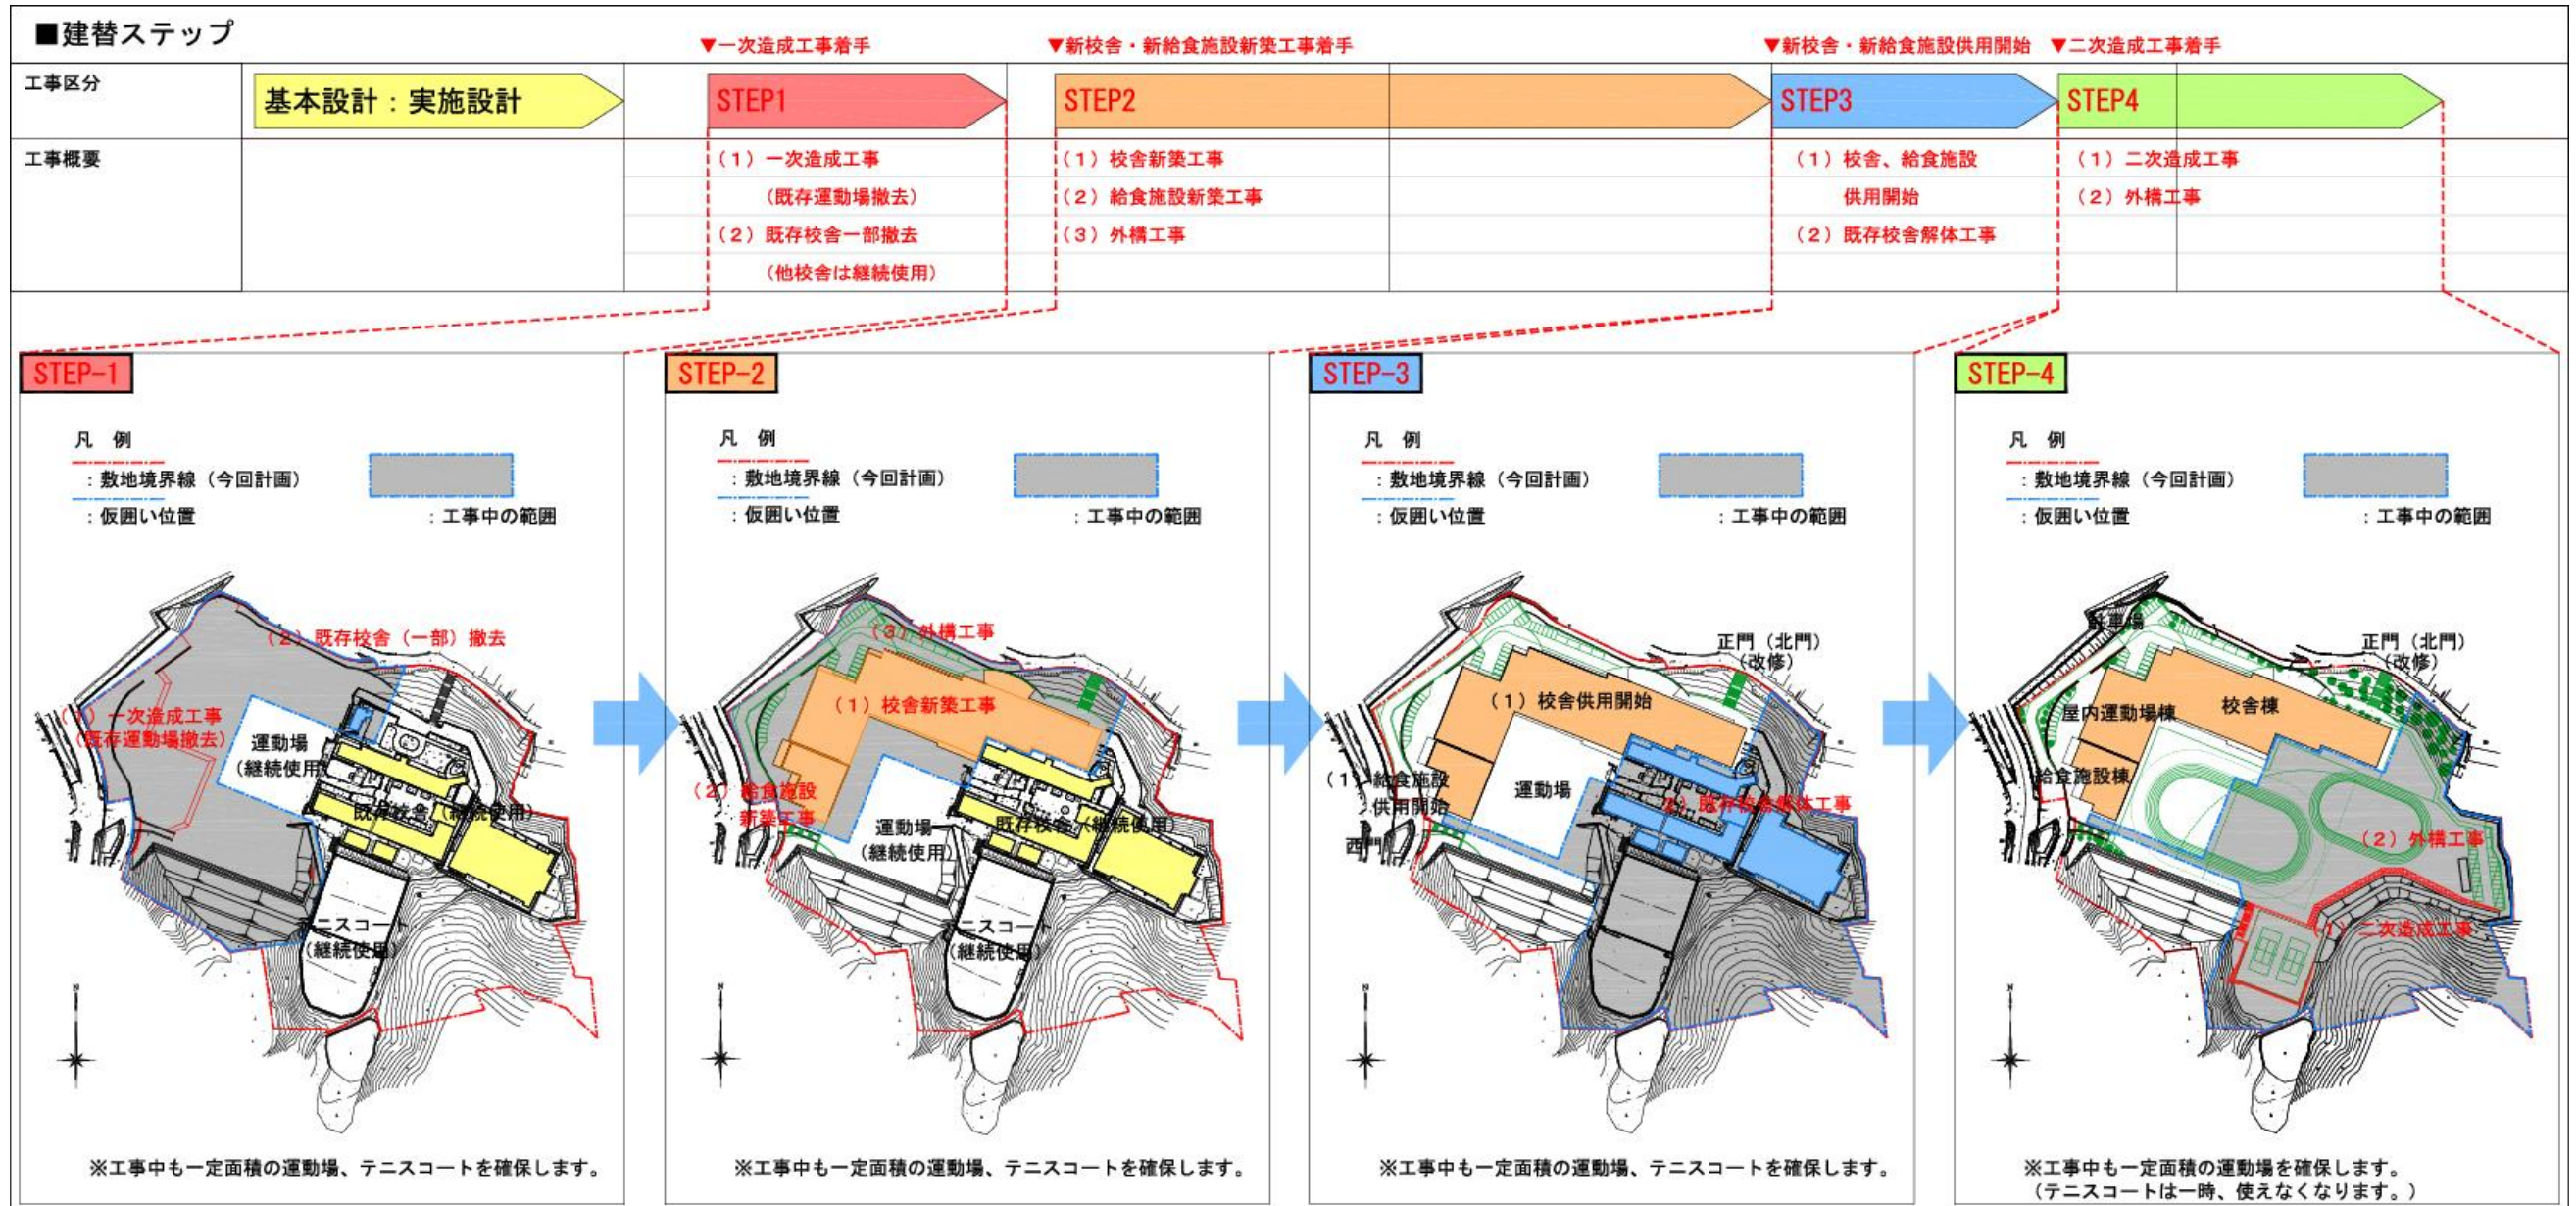 ■建替ステップ
▼一次造成工事着手
▼新校舎・新給食施設新築工事着手
▼新校舎・新給食施設供用開始
▼二次造成工事着手
工事区分
基本設計：実施設計
STEP1
STEP2
STEP3
STEP4
工事概要
（１）一次造成工事
（既存運動場撤去）
（２）既存校舎一部撤去
（他校舎は継続使用）
（１）校舎新築工事
（２）給食施設新築工事
（３）外構工事
（１）校舎、給食施設
供用開始
（２）既存校舎解体工事
（１）二次造成工事
（２）外構工事
STEP-1
凡　例
：敷地境界線（今回計画）
：仮囲い位置
：工事中の範囲
（２）既存校舎（一部）撤去
（１）一次造成工事
（既存運動場撤去）
運動場
（継続使用）
既存校舎（継続使用）
ニスコート
（継続使用）
N
※工事中も一定面積の運動場、テニスコートを確保します。
STEP-2
凡　例
：敷地境界線（今回計画）
：仮囲い位置
：工事中の範囲
（３）外構工事
（１）校舎新築工事
（２）給食施設
新築工事
運動場
（継続使用）
既存校舎（継続使用）
ニスコート
（継続使用）
N
※工事中も一定面積の運動場、テニスコートを確保します。
STEP-3
凡　例
：敷地境界線（今回計画）
：仮囲い位置
：工事中の範囲
正門（北門）
（改修）
（１）校舎供用開始
（１）給食施設
供用開始
運動場
２）既存校舎解体工事
西門
N
※工事中も一定面積の運動場、テニスコートを確保します。
STEP-4
凡　例
：敷地境界線（今回計画）
：仮囲い位置
：工事中の範囲
駐車場
正門（北門）
（改修）
校舎棟
屋内運動場棟
給食施設棟
（２）外構工事
（１）二次造成工事
N
※工事中も一定面積の運動場を確保します。
（テニスコートは一時、使えなくなります。）